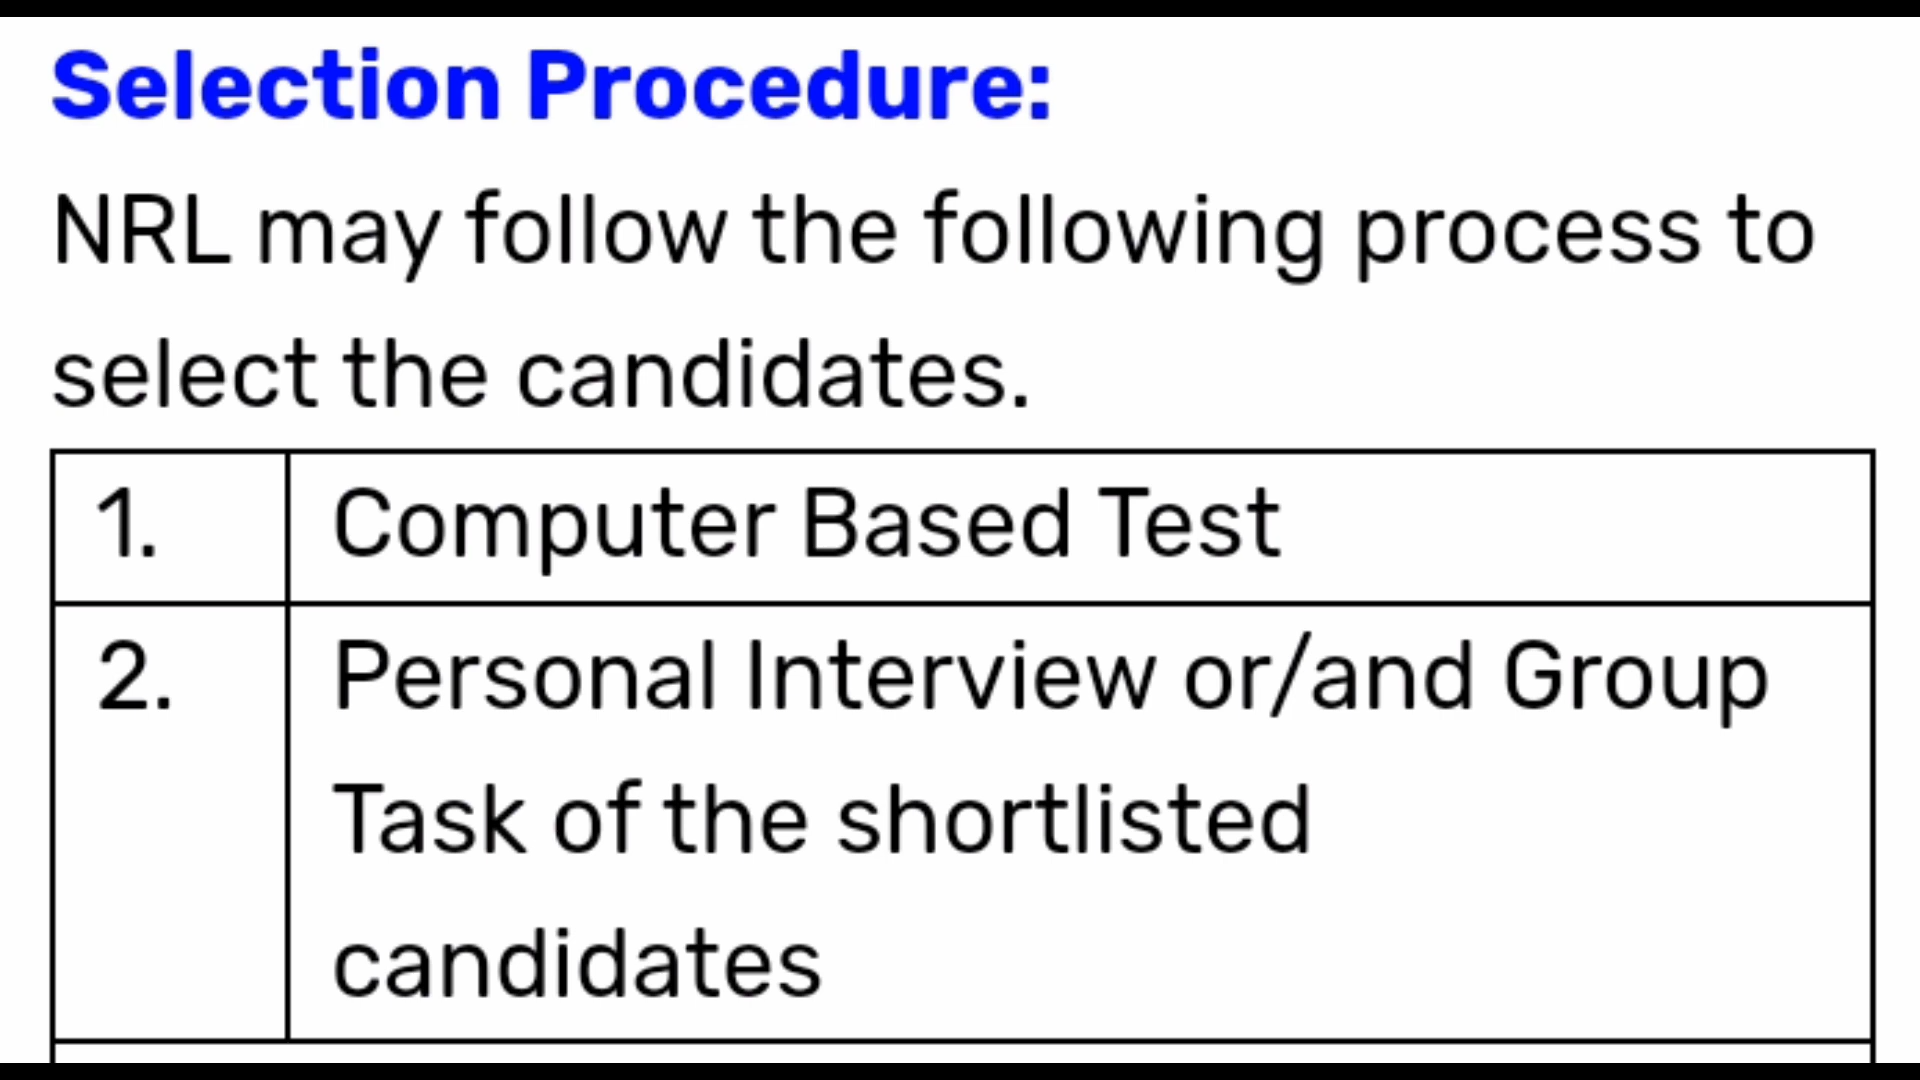 Selection Procedure:
NRL may follow the following process to
select the candidates.
1. Computer Based Test
2. Personal Interview or/and Group
Task of the shortlisted
candidates